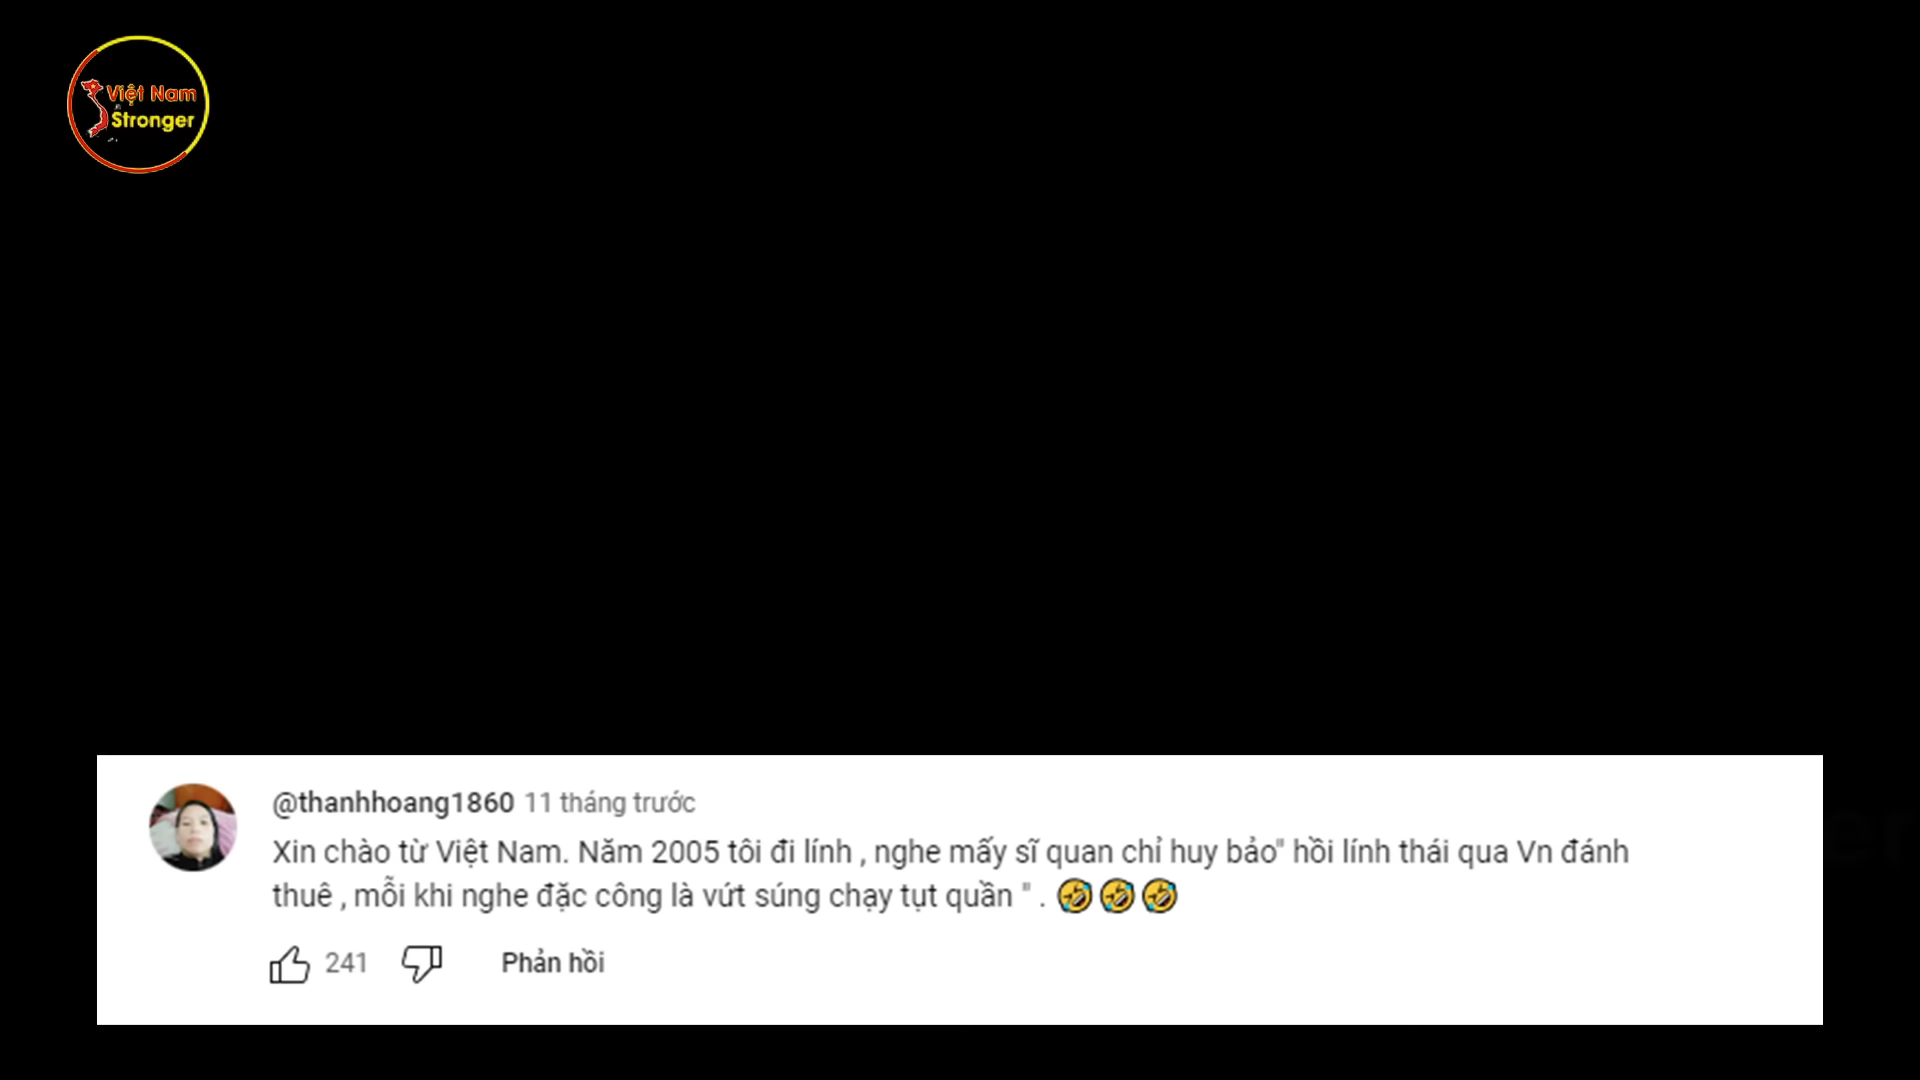 Việt Nam
Stronger
@thanhhoang1860 11 tháng trước
Xin chào từ Việt Nam. Năm 2005 tôi đi lính , nghe mấy sĩ quan chỉ huy bảo" hồi lính thái qua Vn đánh
thuê , mỗi khi nghe đặc công là vứt súng chạy tụt quần " . 🤣🤣🤣
241 Phản hồi